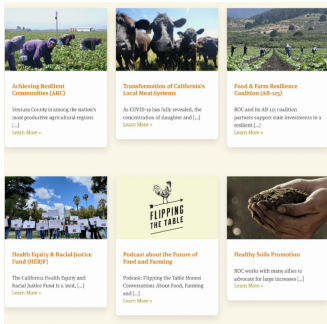 Achieving Resilient
Communities (ARC)
Ventura County is among the nation's
most productive agricultural regions
[...]
Learn More »
Transformation of California's
Local Meat Systems
As COVID-19 has fully revealed, the
concentration of slaughter and [...]
Learn More »
Food & Farm Resilience
Coalition (AB-125)
ROC and its AB 125 coalition
partners support state investments in a
resilient [...]
Learn More »
FLIPPING
THE TABLE
Health Equity & Racial Justice
Fund (HERJF)
The California Health Equity and
Racial Justice Fund is a $100, [...]
Learn More »
Podcast about the Future of
Food and Farming
Podcast: Flipping the Table Honest
Conversations About Food, Farming
and [...]
Learn More »
Healthy Soils Promotion
ROC works with many allies to
advocate for large increases [...]
Learn More »